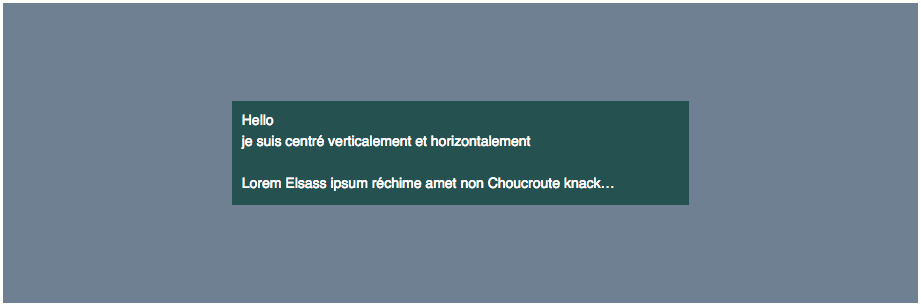 Hello
je suis centré verticalement et horizontalement
Lorem Elsass ipsum réchime amet non Choucroute knack…